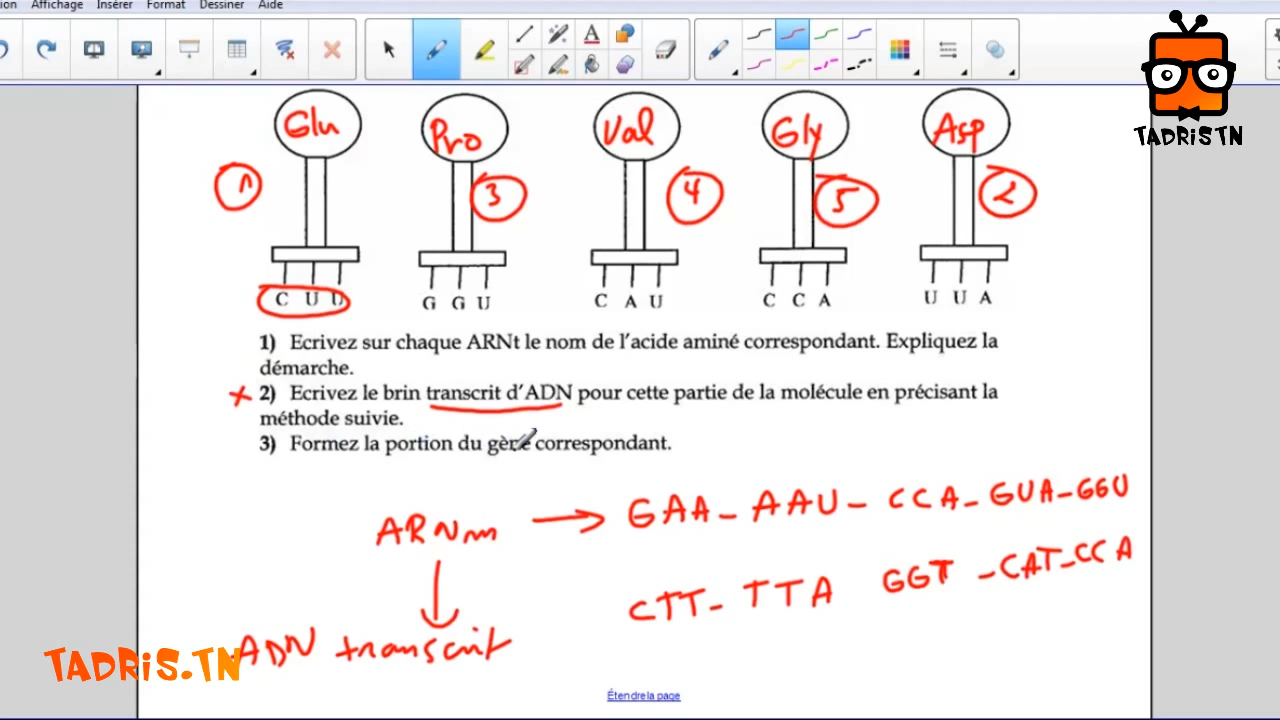 Affichage Insérer Format Dessiner Aide
TADRISTN
Glu Pro Val Gly Asp
1 3 4 5 2
C U U G G U C A U C C A U U A
1) Ecrivez sur chaque ARNt le nom de l'acide aminé correspondant. Expliquez la
démarche.
2) Ecrivez le brin transcrit d'ADN pour cette partie de la molécule en précisant la
méthode suivie.
3) Formez la portion du gène correspondant.
ARNm → GAA - AAU - CCA - GUA - GGU
CTT - TTA GGT - CAT - CCA
ADN transcrit
TADRIS.TN
Étendre la page